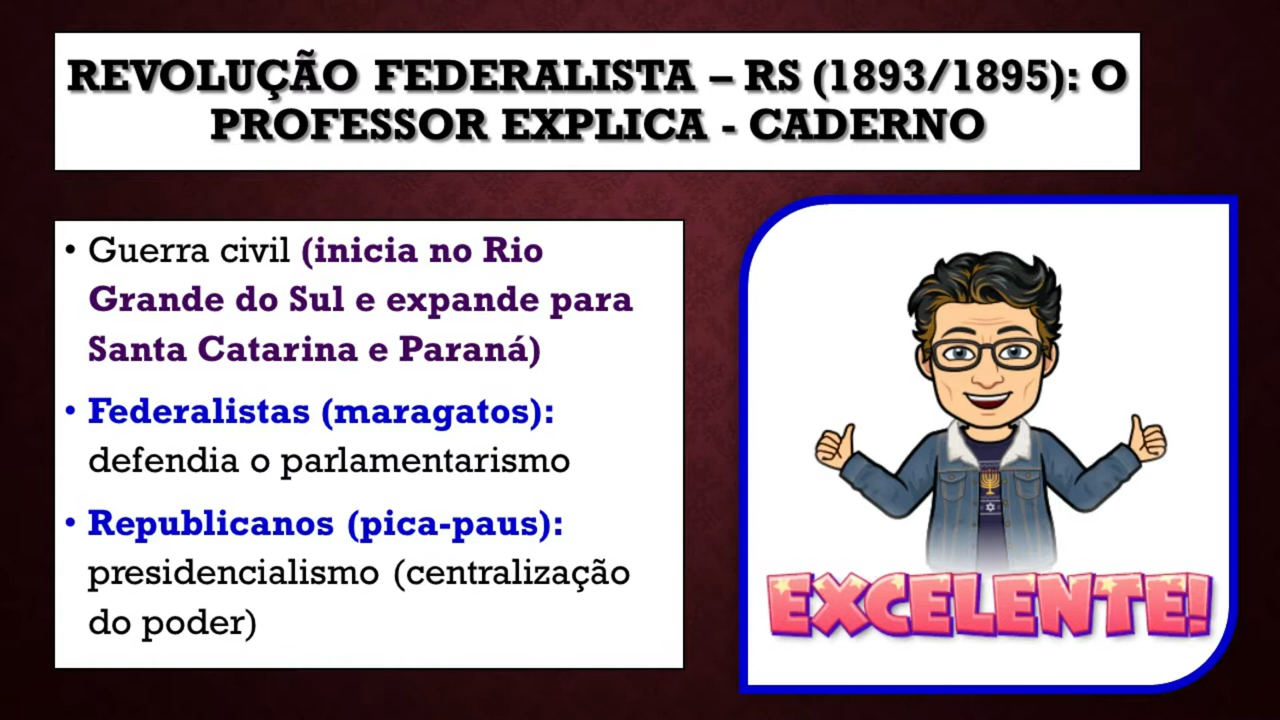 REVOLUÇÃO FEDERALISTA – RS (1893/1895): O
PROFESSOR EXPLICA - CADERNO
• Guerra civil (inicia no Rio
Grande do Sul e expande para
Santa Catarina e Paraná)
• Federalistas (maragatos):
defendia o parlamentarismo
• Republicanos (pica-paus):
presidencialismo (centralização
do poder)
EXCELENTE!